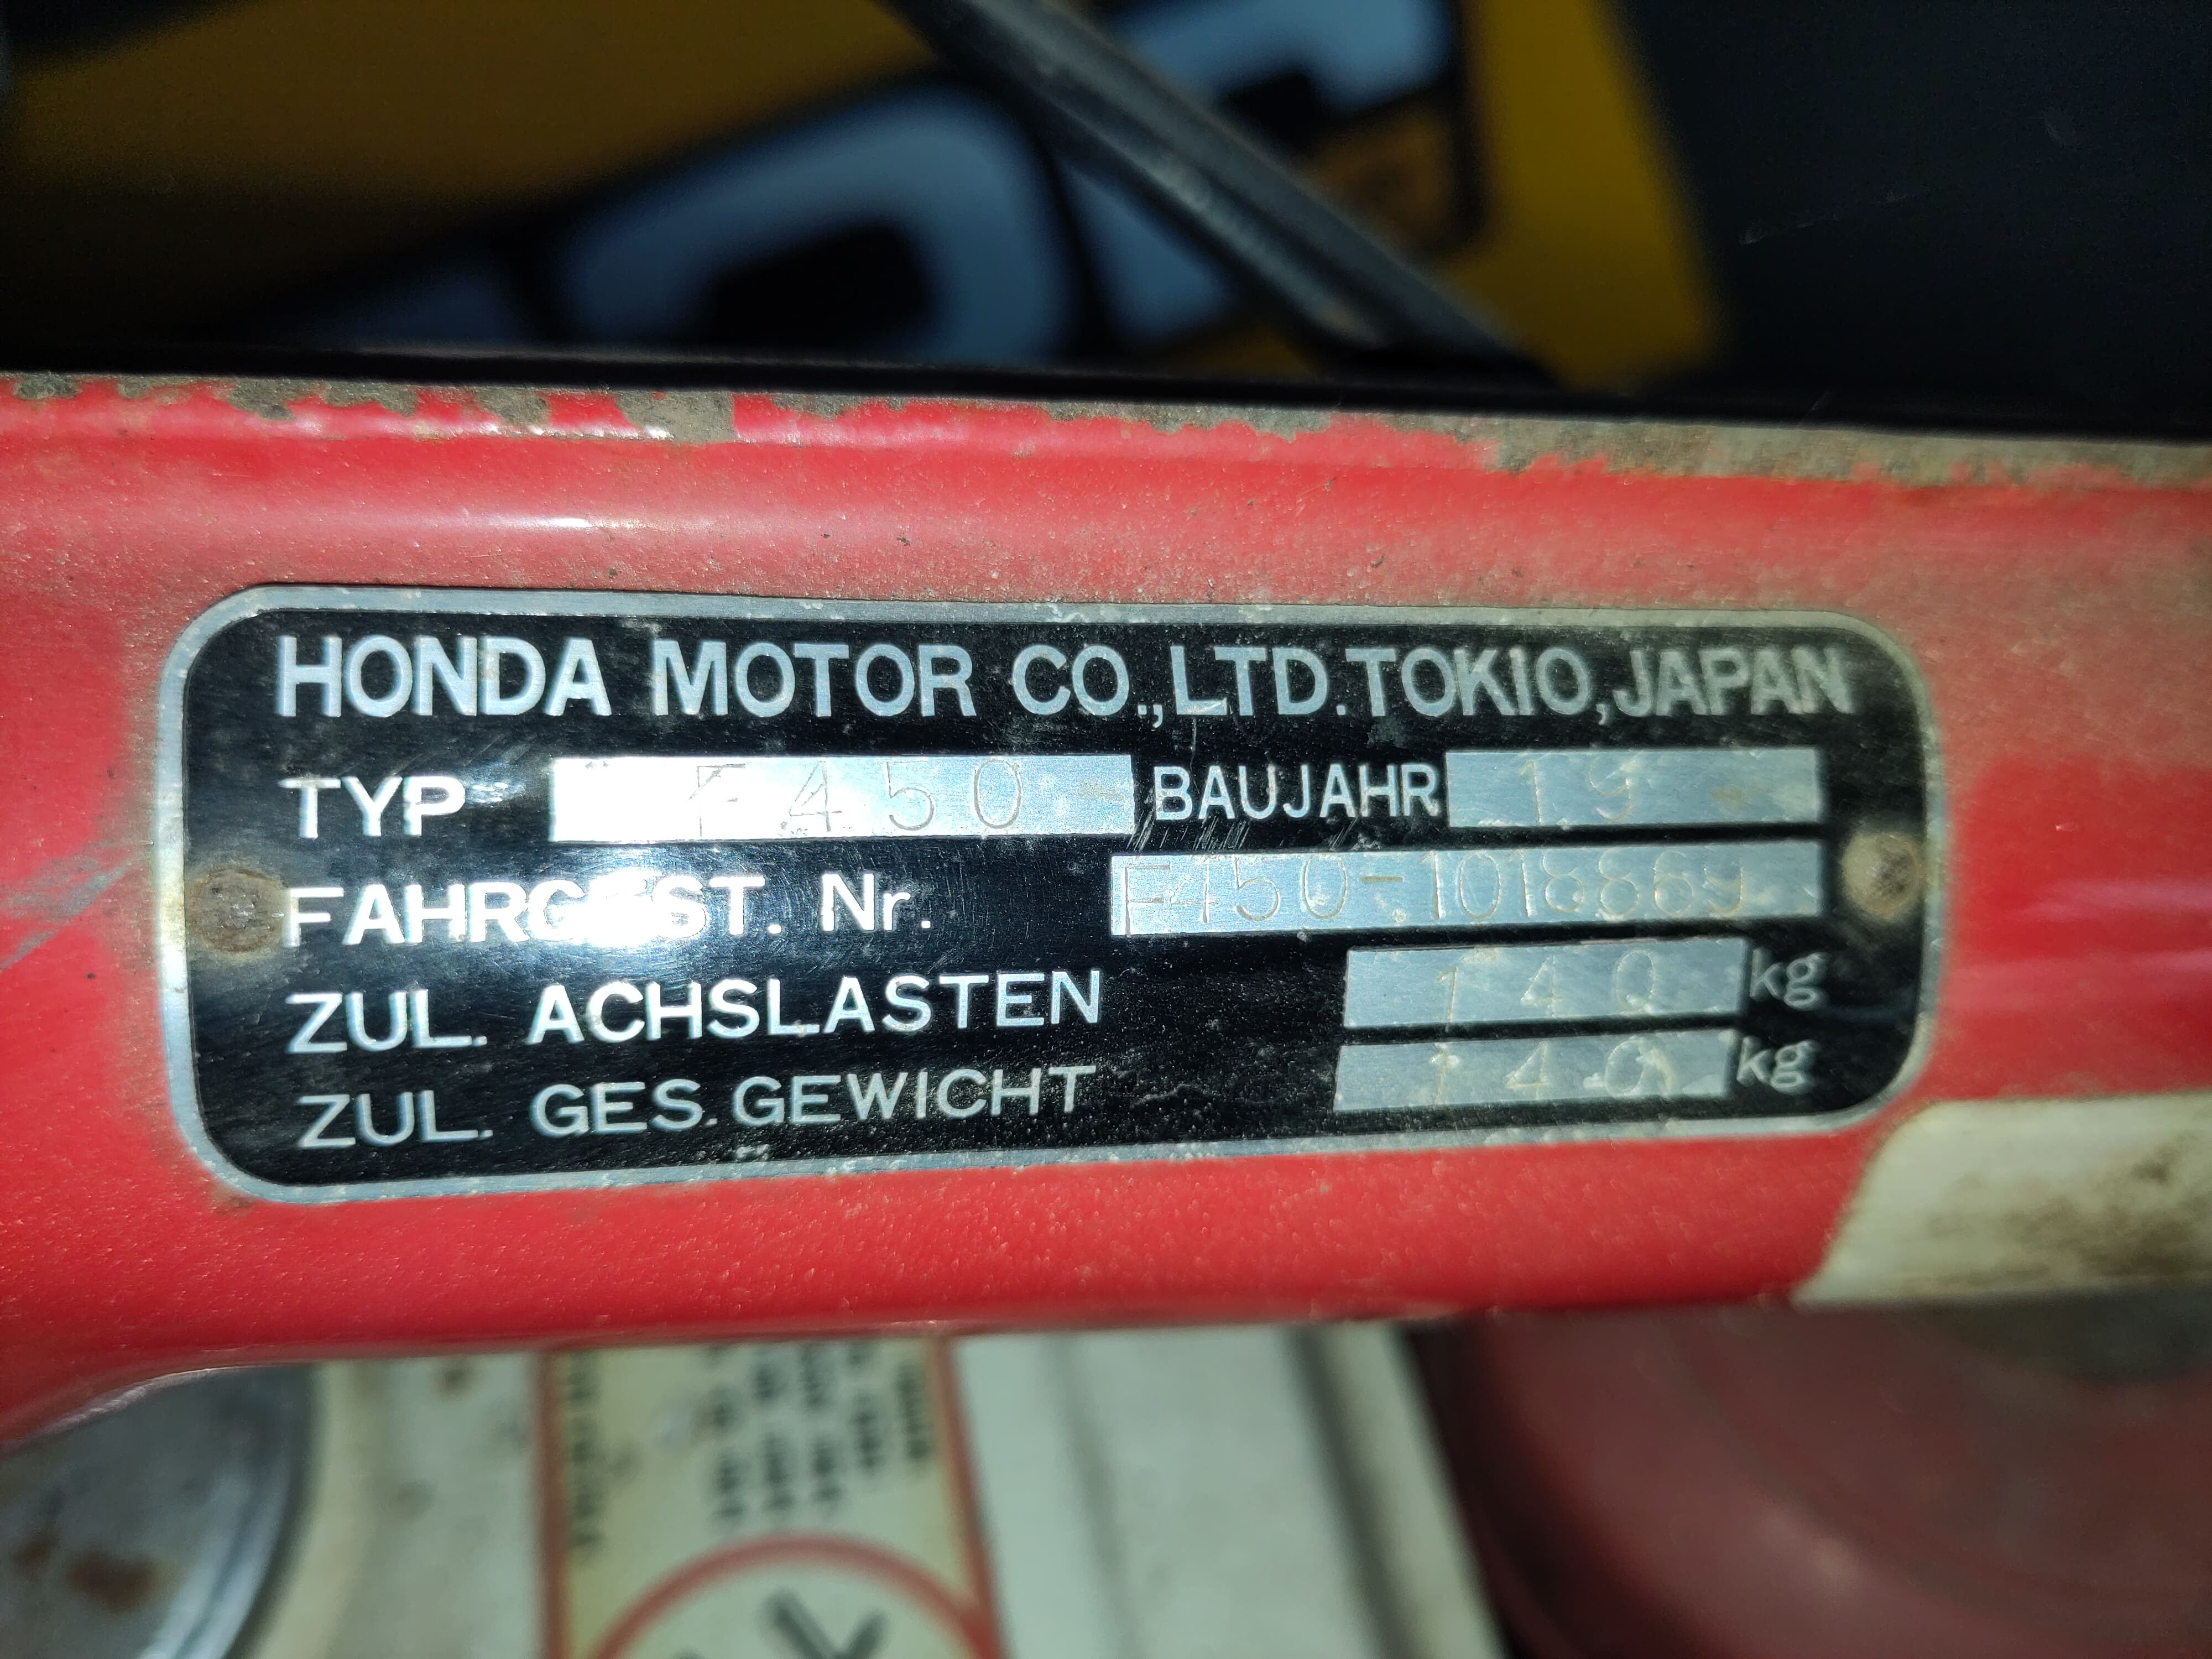 HONDA MOTOR CO.,LTD.TOKIO,JAPAN
TYP F450 BAUJAHR 19
FAHRGEST. Nr. F450-1018869
ZUL. ACHSLASTEN 140 kg
ZUL. GES.GEWICHT 140 kg